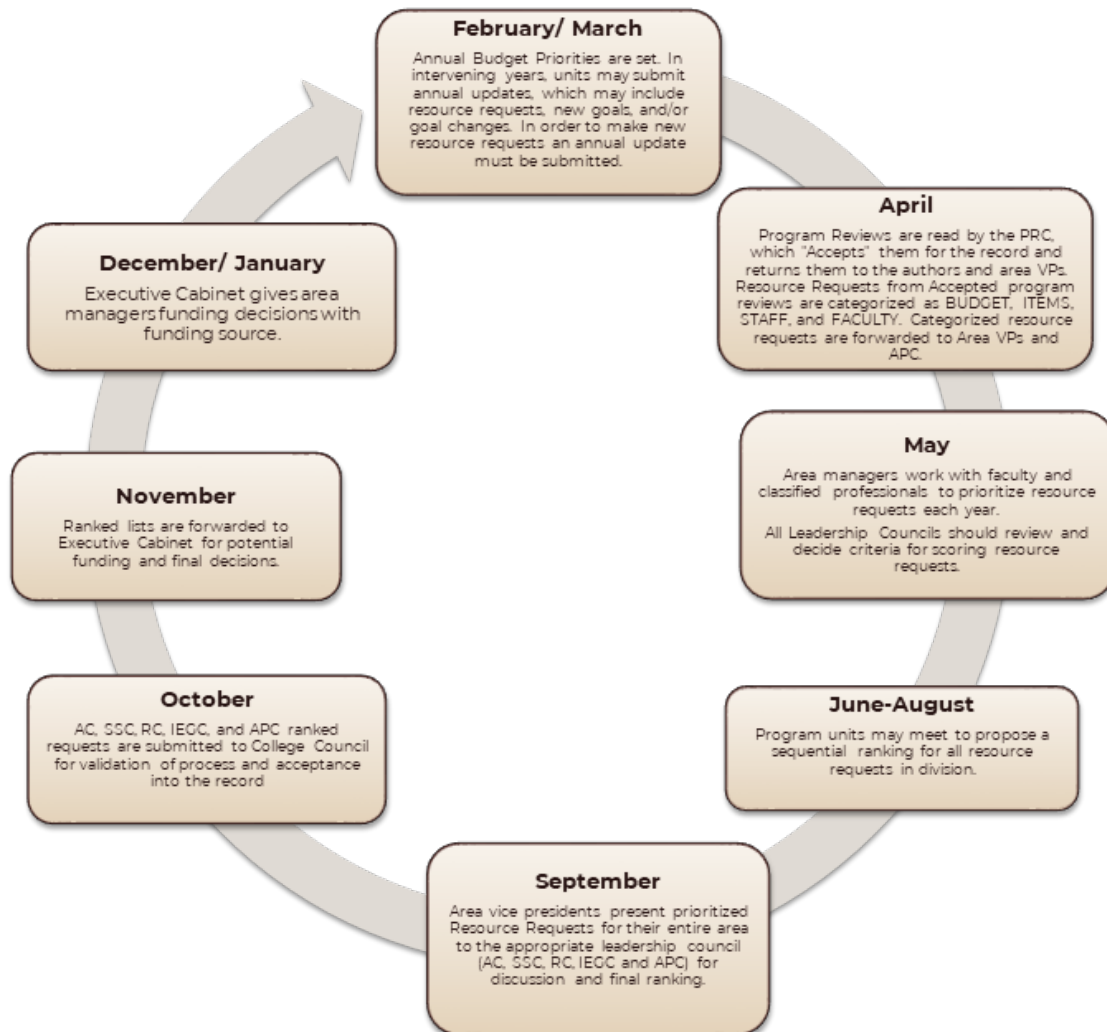 February/ March
Annual Budget Priorities are set. In
intervening years, units may submit
annual updates, which may include
resource requests, new goals, and/or
goal changes. In order to make new
resource requests an annual update
must be submitted.
April
Program Reviews are read by the PRC,
which "Accepts" them for the record and
returns them to the authors and area VPs.
Resource Requests from Accepted program
reviews are categorized as BUDGET, ITEMS,
STAFF, and FACULTY. Categorized resource
requests are forwarded to Area VPs and
APC.
May
Area managers work with faculty and
classified professionals to prioritize resource
requests each year.
All Leadership Councils should review and
decide criteria for scoring resource
requests.
June-August
Program units may meet to propose a
sequential ranking for all resource
requests in division.
September
Area vice presidents present prioritized
Resource Requests for their entire area
to the appropriate leadership council
(AC, SSC, RC, IEGC and APC) for
discussion and final ranking.
October
AC, SSC, RC, IEGC, and APC ranked
requests are submitted to College Council
for validation of process and acceptance
into the record
November
Ranked lists are forwarded to
Executive Cabinet for potential
funding and final decisions.
December/ January
Executive Cabinet gives area
managers funding decisions with
funding source.